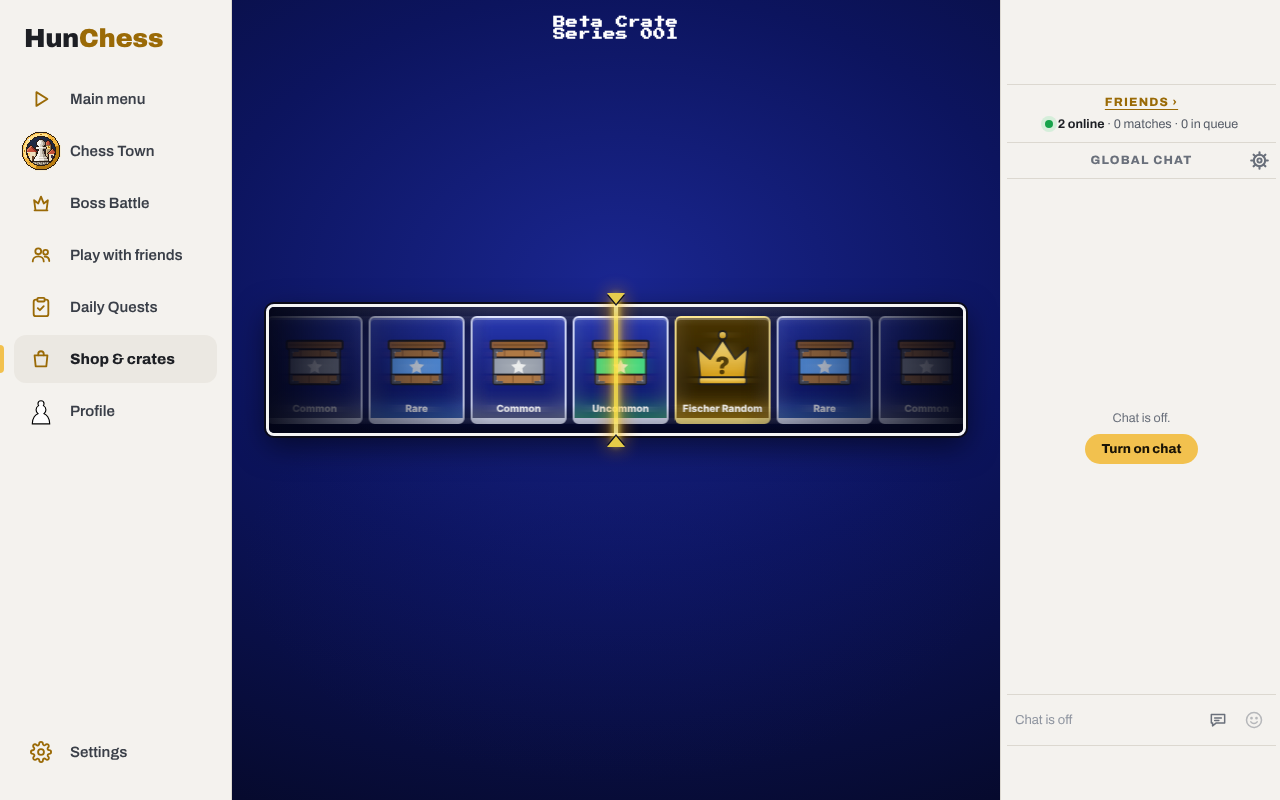 HunChess
Main menu
Chess Town
Boss Battle
Play with friends
Daily Quests
Shop & crates
Profile
Settings
Beta Crate
Series 001
Common
Rare
Common
Uncommon
?
Fischer Random
Rare
Common
FRIENDS ›
2 online · 0 matches · 0 in queue
GLOBAL CHAT
Chat is off.
Turn on chat
Chat is off